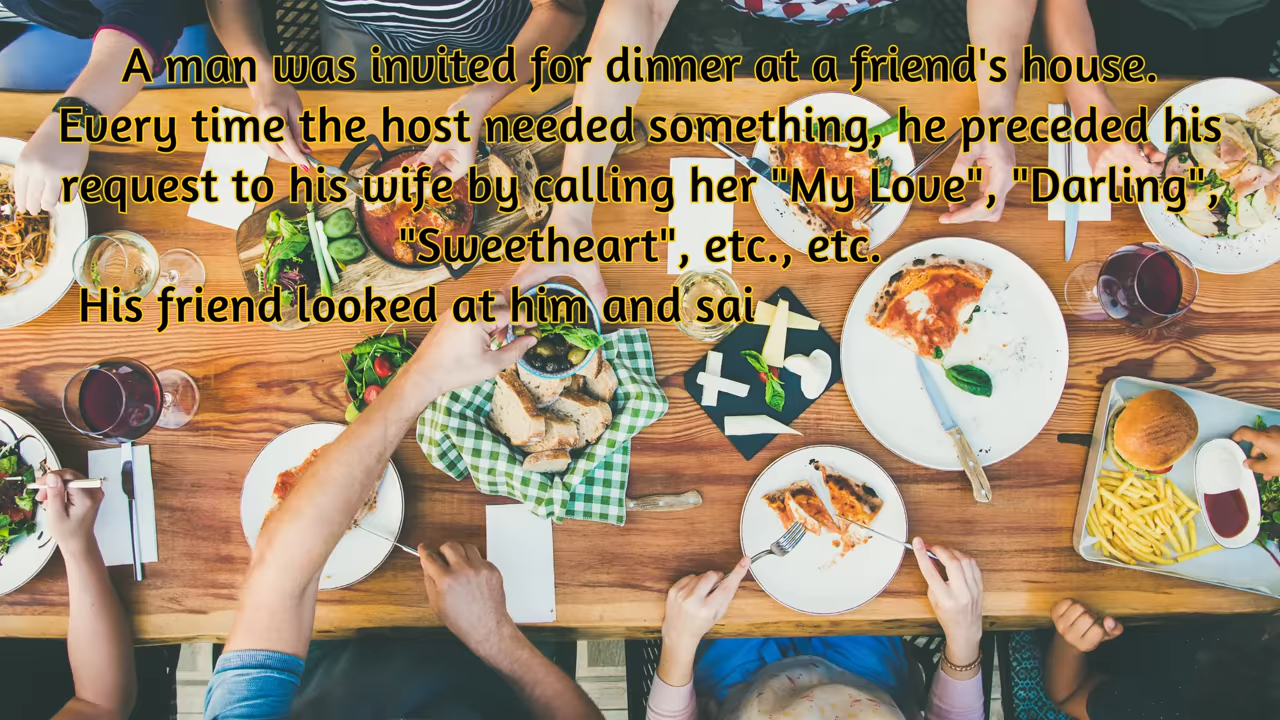 A man was invited for dinner at a friend's house.
Every time the host needed something, he preceded his
request to his wife by calling her "My Love", "Darling",
"Sweetheart", etc., etc.
His friend looked at him and sai